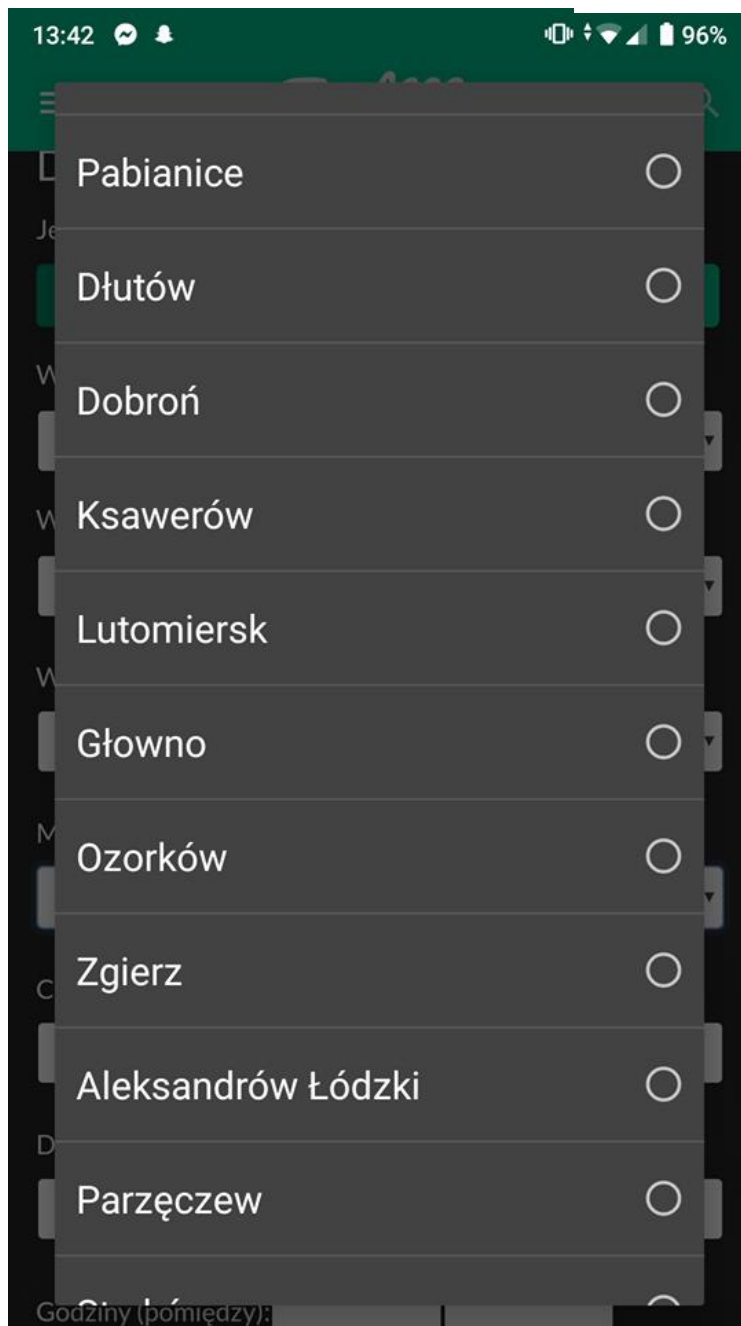 13:42
96%
Pabianice
Dłutów
Dobroń
Ksawerów
Lutomiersk
Głowno
Ozorków
Zgierz
Aleksandrów Łódzki
Parzęczew
Godziny (pomiędzy):